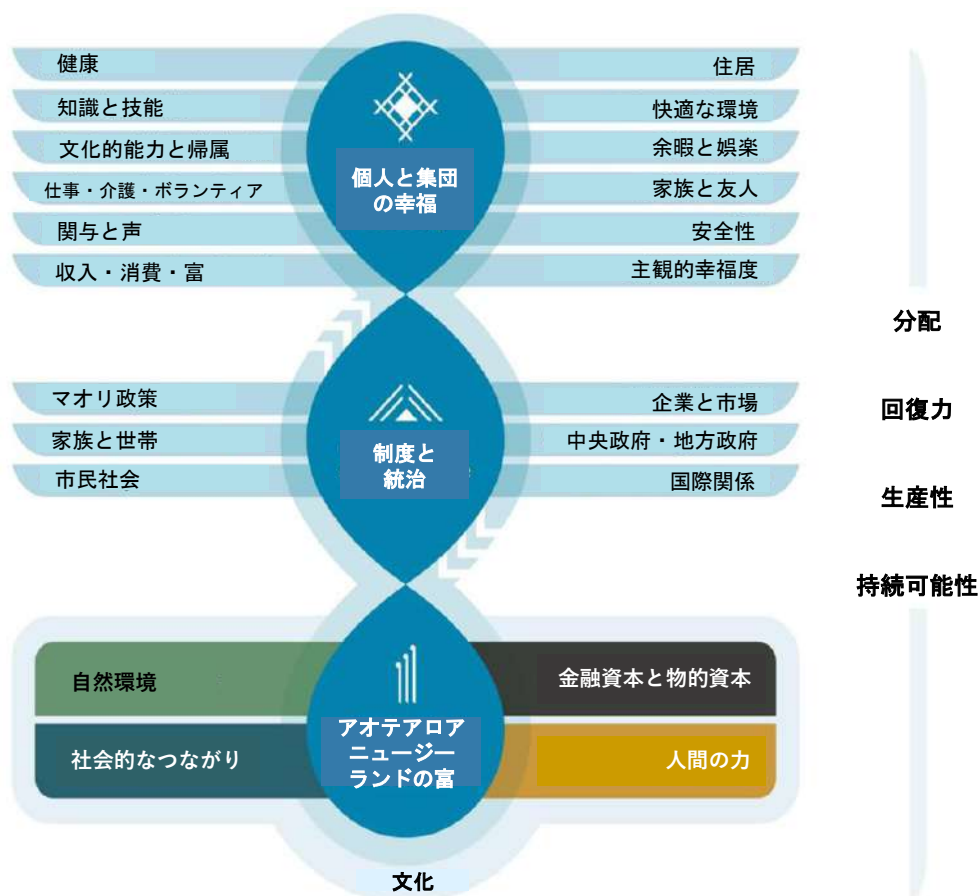 健康
知識と技能
文化的能力と帰属
仕事・介護・ボランティア
関与と声
収入・消費・富
個人と集団
の幸福
住居
快適な環境
余暇と娯楽
家族と友人
安全性
主観的幸福度
マオリ政策
家族と世帯
市民社会
制度と
統治
企業と市場
中央政府・地方政府
国際関係
自然環境
社会的なつながり
アオテアロア
ニュージー
ランドの富
金融資本と物的資本
人間の力
文化
分配
回復力
生産性
持続可能性